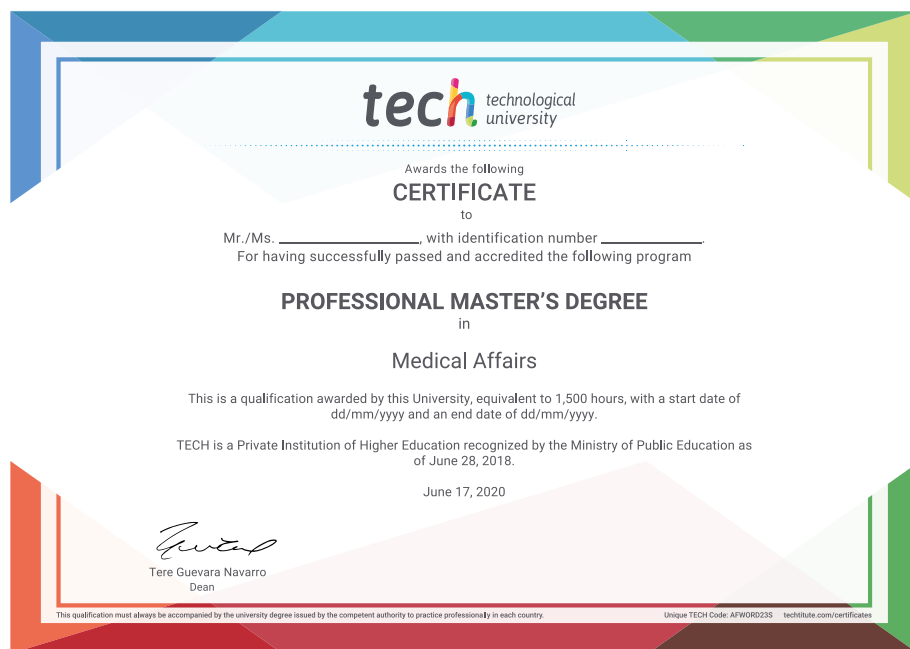 tech technological
university
Awards the following
CERTIFICATE
to
Mr./Ms. ____________________, with identification number ______________.
For having successfully passed and accredited the following program
PROFESSIONAL MASTER'S DEGREE
in
Medical Affairs
This is a qualification awarded by this University, equivalent to 1,500 hours, with a start date of
dd/mm/yyyy and an end date of dd/mm/yyyy.
TECH is a Private Institution of Higher Education recognized by the Ministry of Public Education as
of June 28, 2018.
June 17, 2020
Tere Guevara Navarro
Dean
This qualification must always be accompanied by the university degree issued by the competent authority to practice professionally in each country. Unique TECH Code: AFWORD23S techtitute.com/certificates